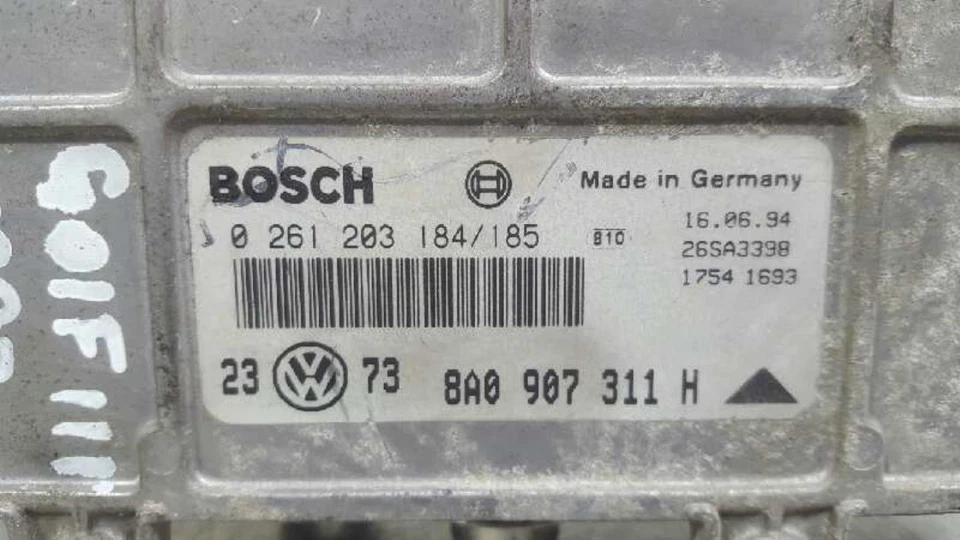 BOSCH
Made in Germany
0 261 203 184/185
810
16.06.94
26SA3398
1754 1693
23 VW 73
8A0 907 311 H
GOLF III